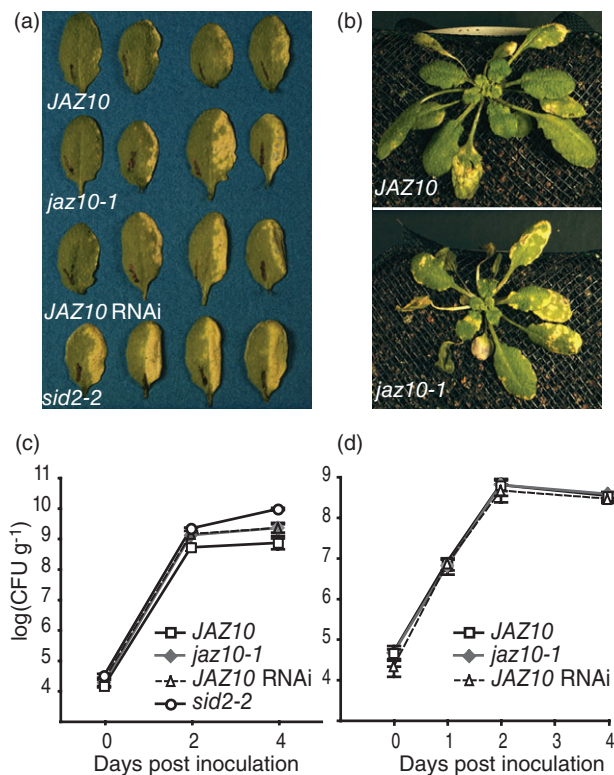 (a)
(b)
JAZ10
jaz10-1
JAZ10 RNAi
sid2-2
JAZ10
jaz10-1
(c)
(d)
11
10
9
8
7
6
5
4
log(CFU g-1)
JAZ10
jaz10-1
JAZ10 RNAi
sid2-2
0
2
4
Days post inoculation
9
8
7
6
5
4
JAZ10
jaz10-1
JAZ10 RNAi
0
1
2
3
4
Days post inoculation